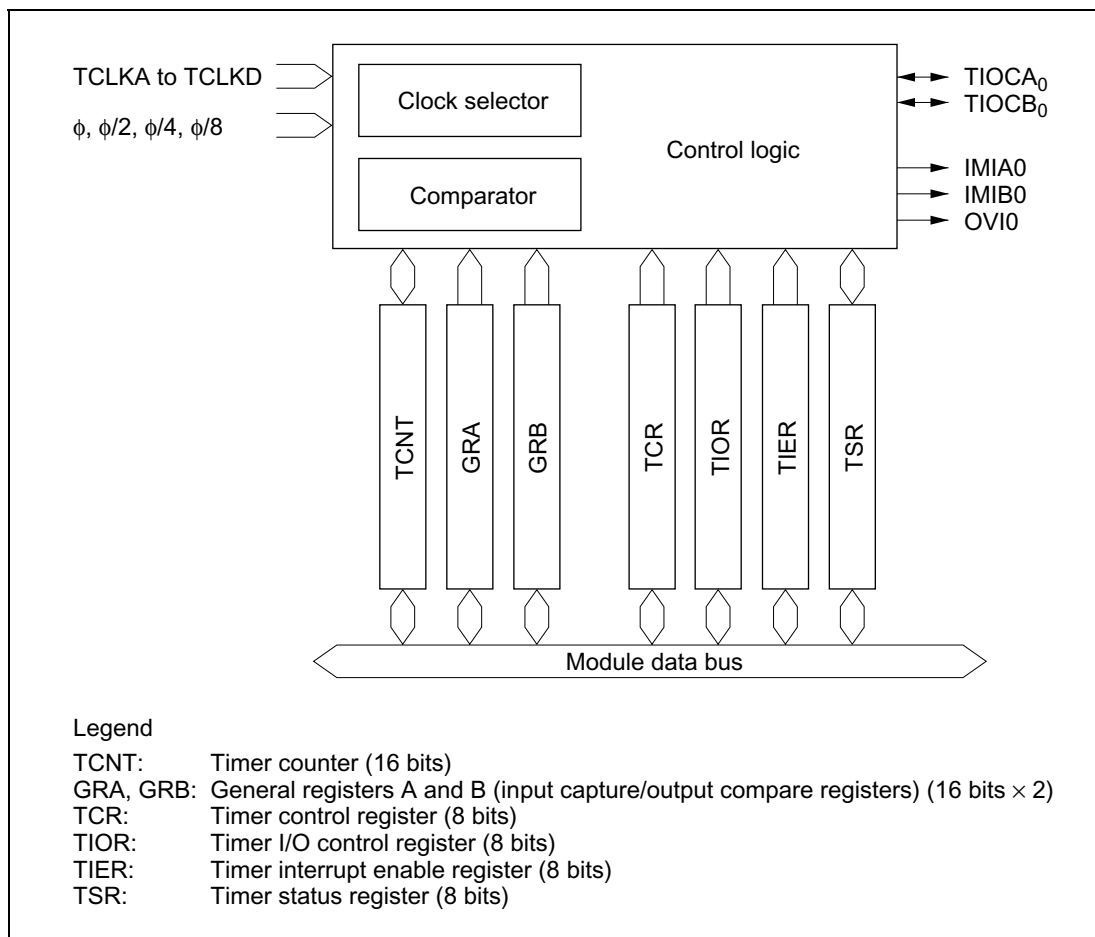 TCLKA to TCLKD
ϕ, ϕ/2, ϕ/4, ϕ/8
Clock selector
Comparator
Control logic
TIOCA₀
TIOCB₀
IMIA0
IMIB0
OVI0
TCNT
GRA
GRB
TCR
TIOR
TIER
TSR
Module data bus
Legend
TCNT: Timer counter (16 bits)
GRA, GRB: General registers A and B (input capture/output compare registers) (16 bits × 2)
TCR: Timer control register (8 bits)
TIOR: Timer I/O control register (8 bits)
TIER: Timer interrupt enable register (8 bits)
TSR: Timer status register (8 bits)